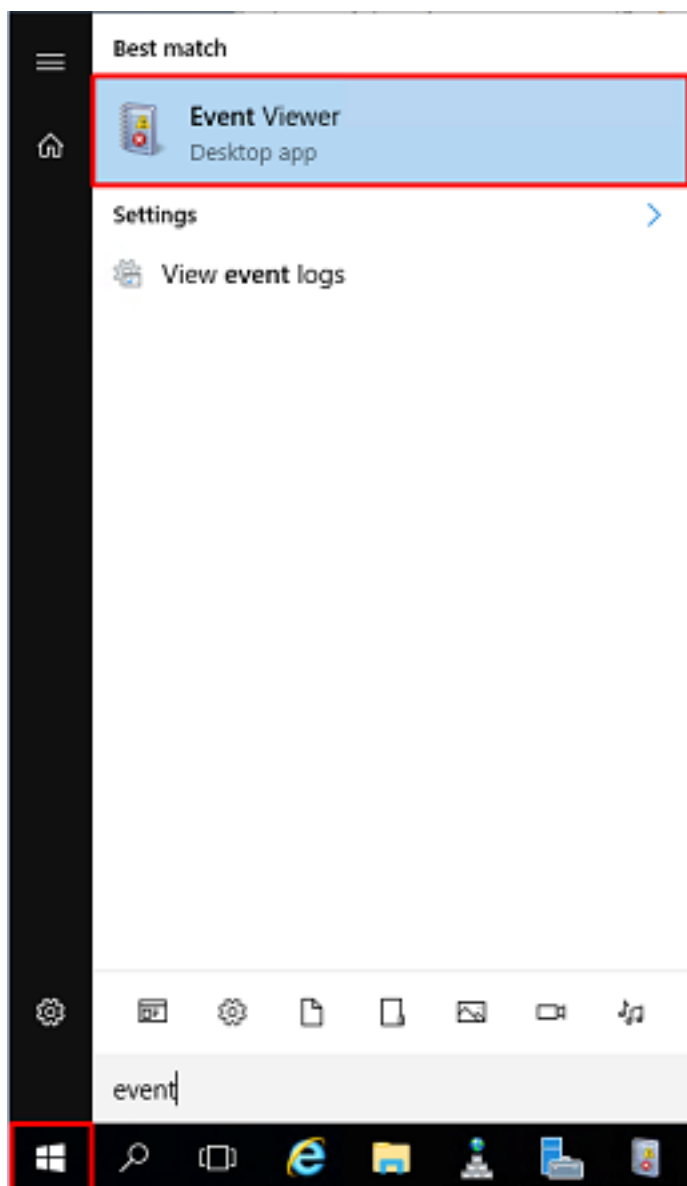 Best match
Event Viewer
Desktop app
Settings
View event logs
event